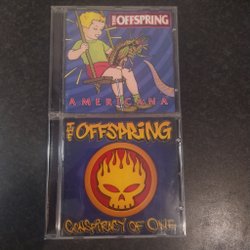 THE OFFSPRING
AMERICANA
THE OFFSPRING
CONSPIRACY OF ONE